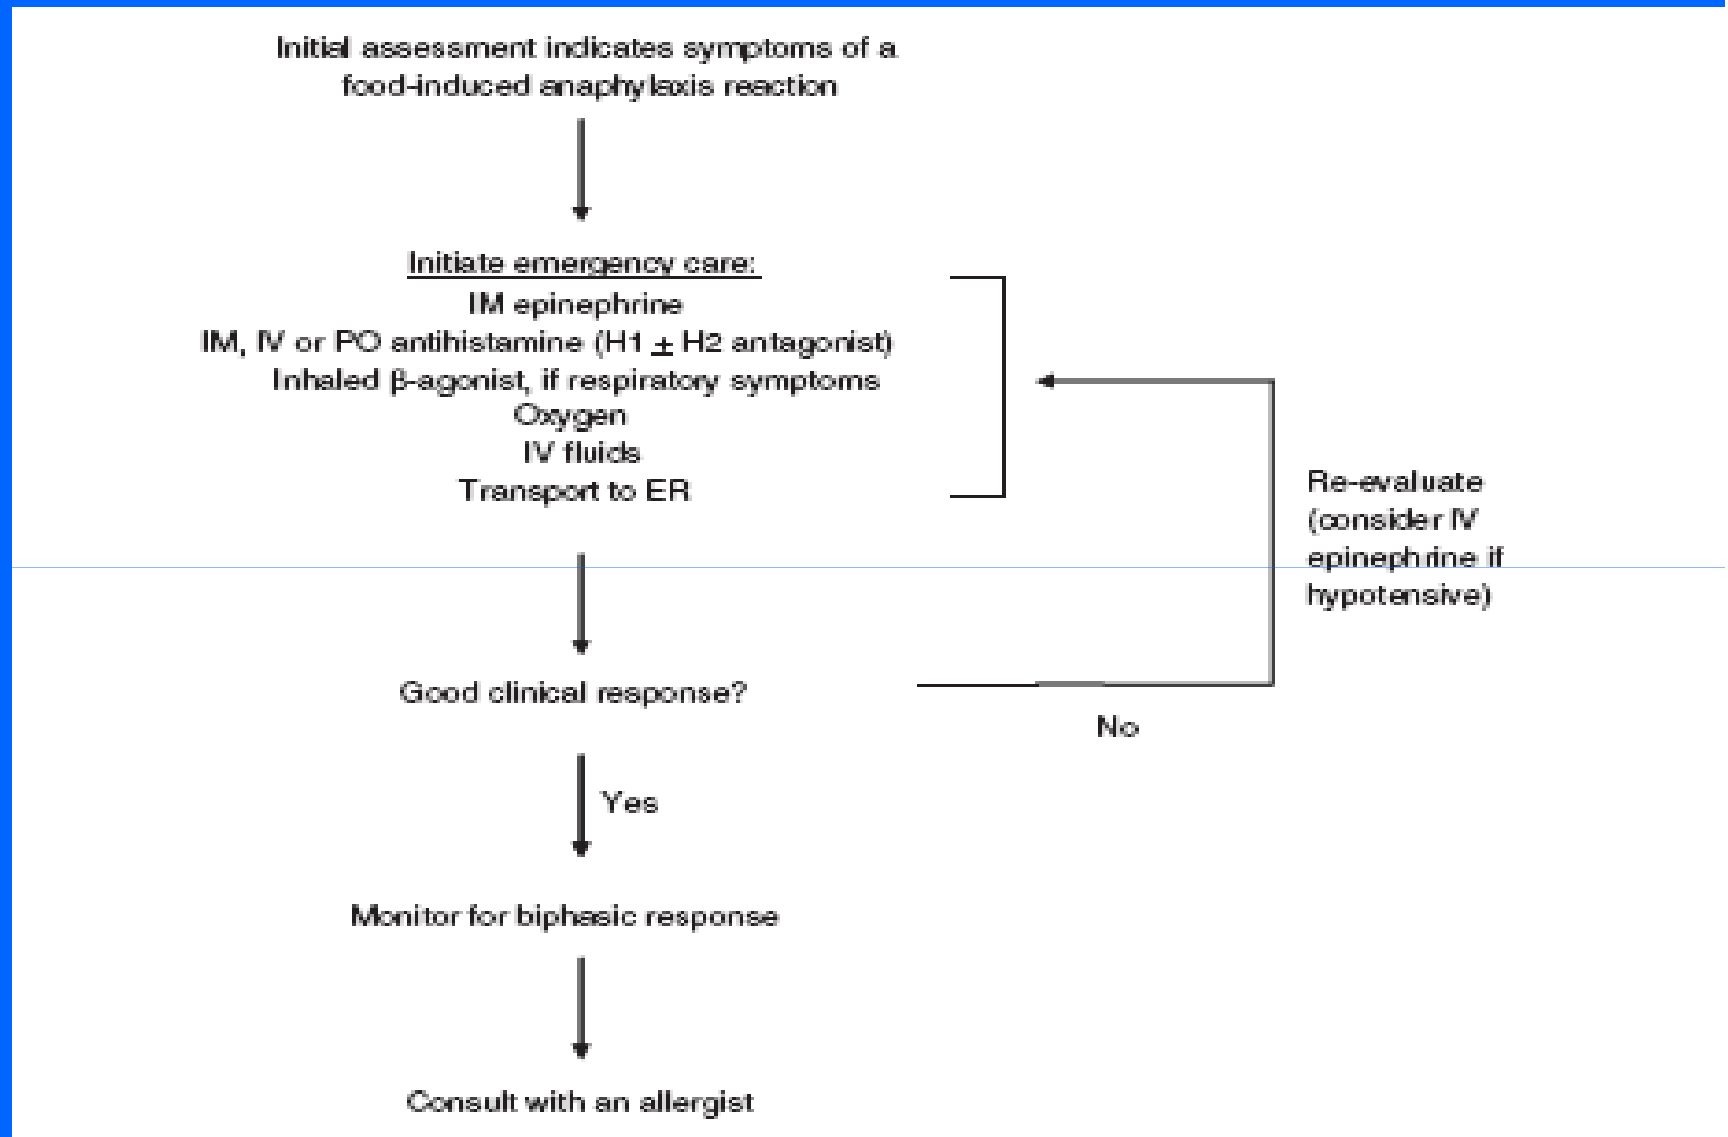 Initial assessment indicates symptoms of a
food-induced anaphylaxis reaction
Initiate emergency care:
IM epinephrine
IM, IV or PO antihistamine (H1 ± H2 antagonist)
Inhaled β-agonist, if respiratory symptoms
Oxygen
IV fluids
Transport to ER
Re-evaluate
(consider IV
epinephrine if
hypotensive)
Good clinical response?
No
Yes
Monitor for biphasic response
Consult with an allergist